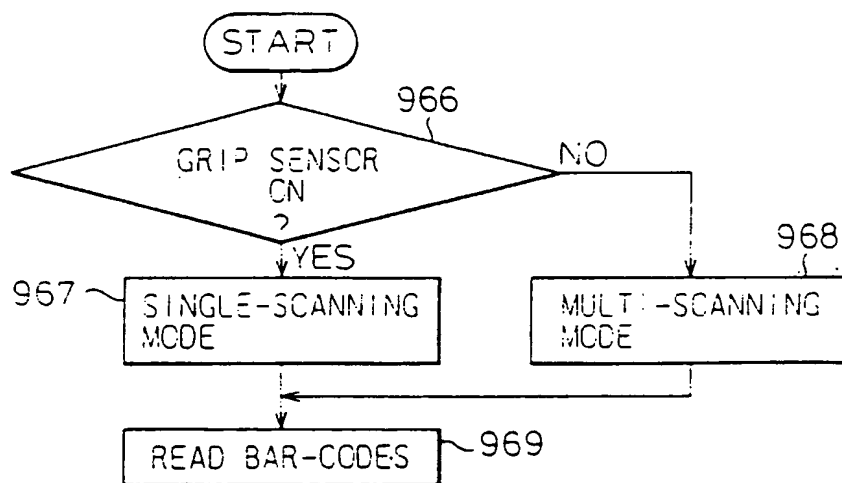 START
966
GRIP SENSOR
ON
?
NO
YES
967
SINGLE-SCANNING
MODE
968
MULTI-SCANNING
MODE
READ BAR-CODES
969